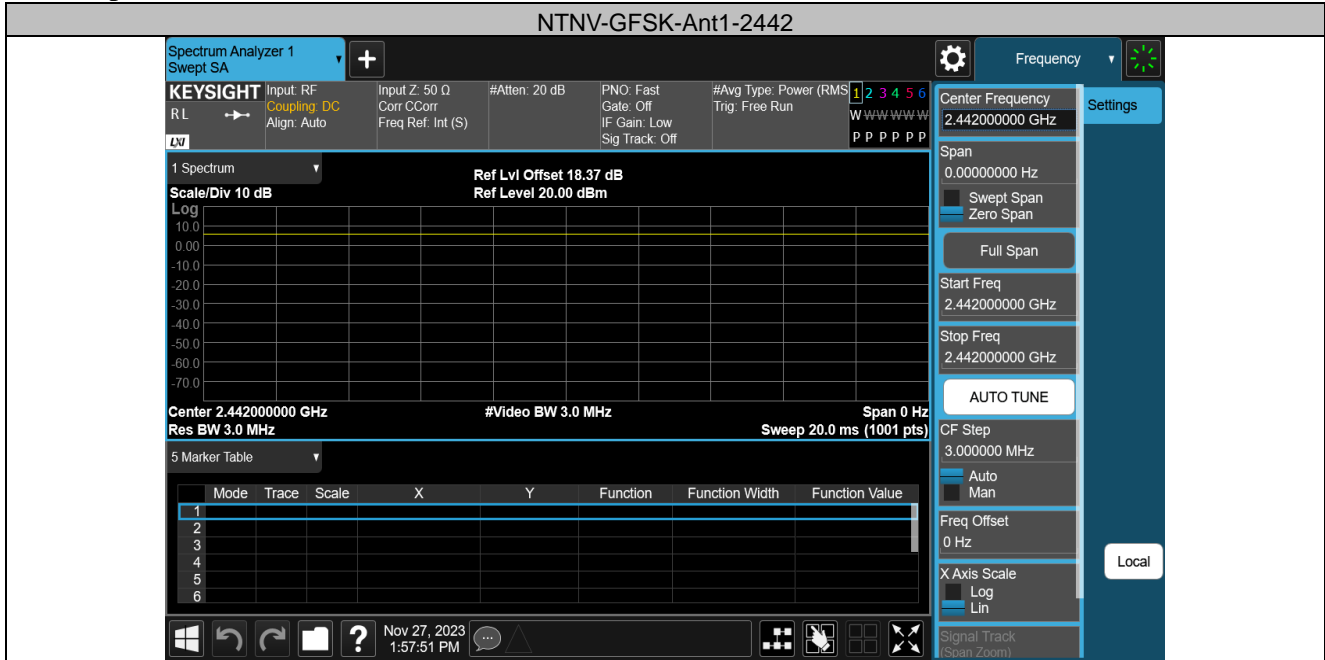 NTNV-GFSK-Ant1-2442
Spectrum Analyzer 1
Swept SA
+
Frequency
KEYSIGHT
RL
LXI
Input: RF
Coupling: DC
Align: Auto
Input Z: 50 Ω
Corr CCorr
Freq Ref: Int (S)
#Atten: 20 dB
PNO: Fast
Gate: Off
IF Gain: Low
Sig Track: Off
#Avg Type: Power (RMS
Trig: Free Run
1 2 3 4 5 6
W W W W W W
P P P P P P
1 Spectrum
Scale/Div 10 dB
Ref Lvl Offset 18.37 dB
Ref Level 20.00 dBm
Log
10.0
0.00
-10.0
-20.0
-30.0
-40.0
-50.0
-60.0
-70.0
Center 2.442000000 GHz
#Video BW 3.0 MHz
Span 0 Hz
Res BW 3.0 MHz
Sweep 20.0 ms (1001 pts)
5 Marker Table
Mode Trace Scale X Y Function Function Width Function Value
1
2
3
4
5
6
?
Nov 27, 2023
1:57:51 PM
Center Frequency
2.442000000 GHz
Span
0.00000000 Hz
Swept Span
Zero Span
Full Span
Start Freq
2.442000000 GHz
Stop Freq
2.442000000 GHz
AUTO TUNE
CF Step
3.000000 MHz
Auto
Man
Freq Offset
0 Hz
X Axis Scale
Log
Lin
Signal Track
(Span Zoom)
Settings
Local